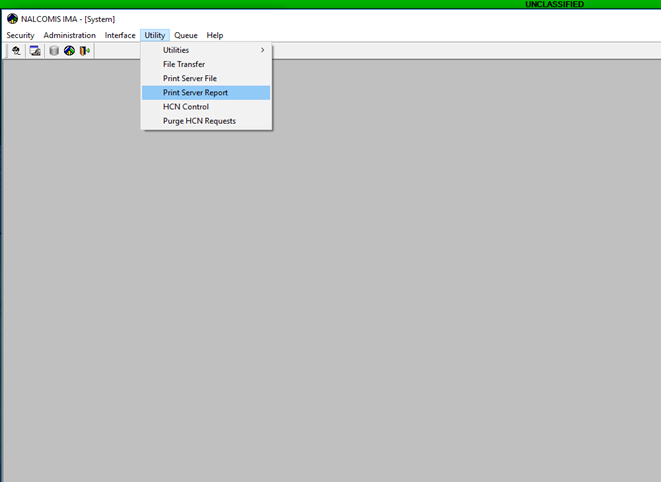 UNCLASSIFIED
NALCOMIS IMA - [System]
Security Administration Interface Utility Queue Help
Utilities
File Transfer
Print Server File
Print Server Report
HCN Control
Purge HCN Requests